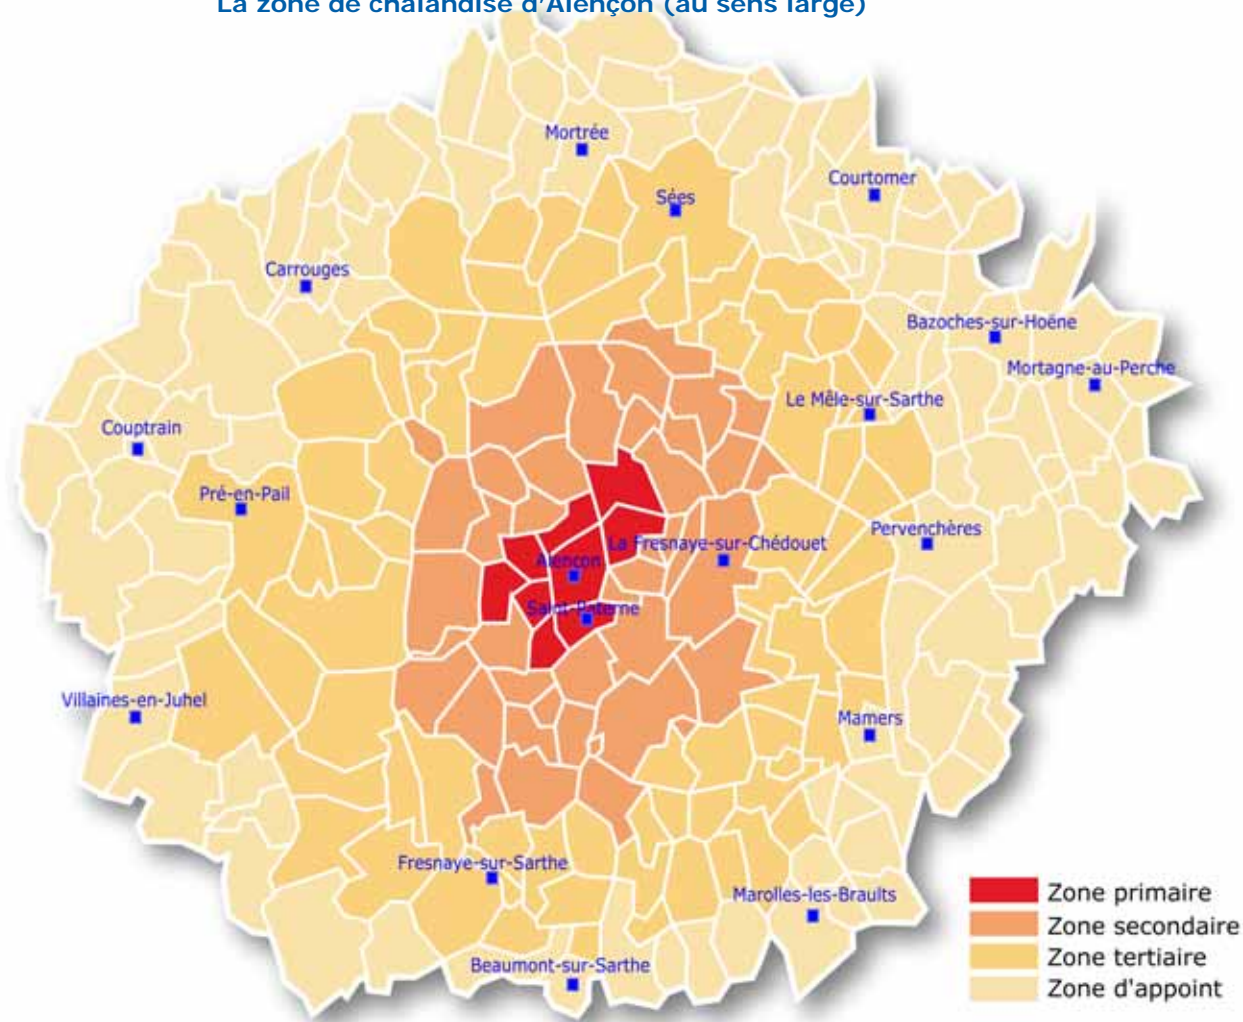 La zone de chalandise d'Alençon (au sens large)
Mortrée
Courtomer
Sées
Carrouges
Bazoches-sur-Hoëne
Mortagne-au-Perche
Le Mêle-sur-Sarthe
Couptrain
Pré-en-Pail
Pervenchères
La Fresnaye-sur-Chédouet
Alençon
Saint-Paterne
Villaines-en-Juhel
Mamers
Fresnaye-sur-Sarthe
Marolles-les-Braults
Beaumont-sur-Sarthe
Zone primaire
Zone secondaire
Zone tertiaire
Zone d'appoint